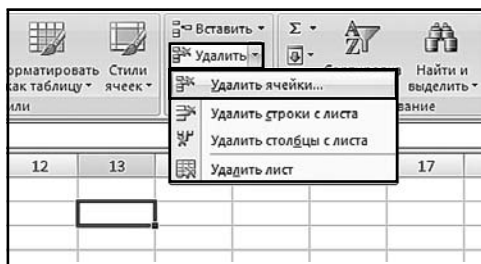 Вставить Σ
Удалить
орматировать Стили
как таблицу ячеек
Найти и
выделить
или
вание
Удалить ячейки...
Удалить строки с листа
Удалить столбцы с листа
Удалить лист
12 13 17